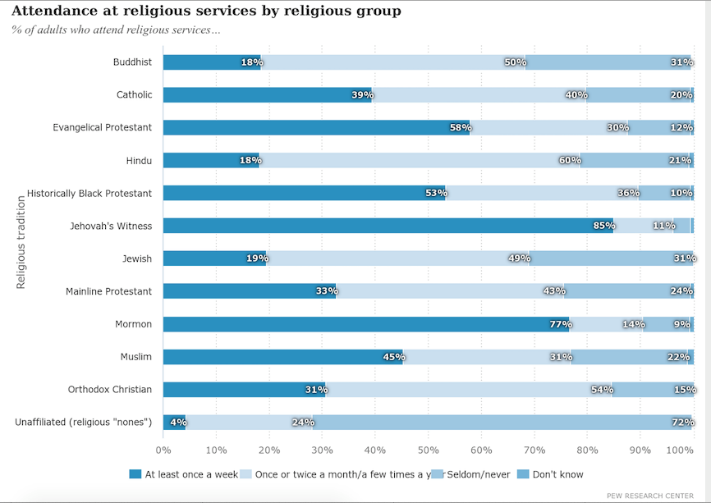 Attendance at religious services by religious group
% of adults who attend religious services...
Religious tradition
Buddhist 18% 50% 31%
Catholic 39% 40% 20%
Evangelical Protestant 58% 30% 12%
Hindu 18% 60% 21%
Historically Black Protestant 53% 36% 10%
Jehovah's Witness 85% 11%
Jewish 19% 49% 31%
Mainline Protestant 33% 43% 24%
Mormon 77% 14% 9%
Muslim 45% 31% 22%
Orthodox Christian 31% 54% 15%
Unaffiliated (religious "nones") 4% 24% 72%
0% 10% 20% 30% 40% 50% 60% 70% 80% 90% 100%
At least once a week Once or twice a month/a few times a y Seldom/never Don't know
PEW RESEARCH CENTER